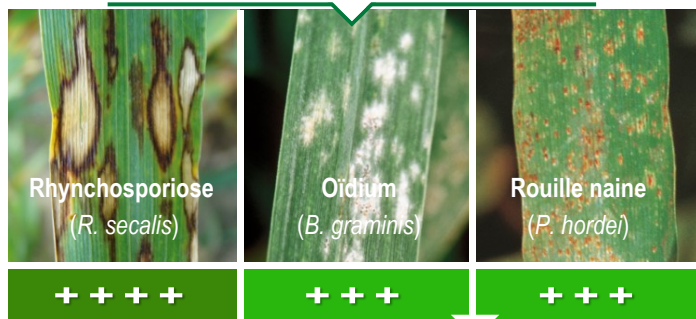 Rhynchosporiose
(R. secalis)
Oïdium
(B. graminis)
Rouille naine
(P. hordei)
++++
+++
+++